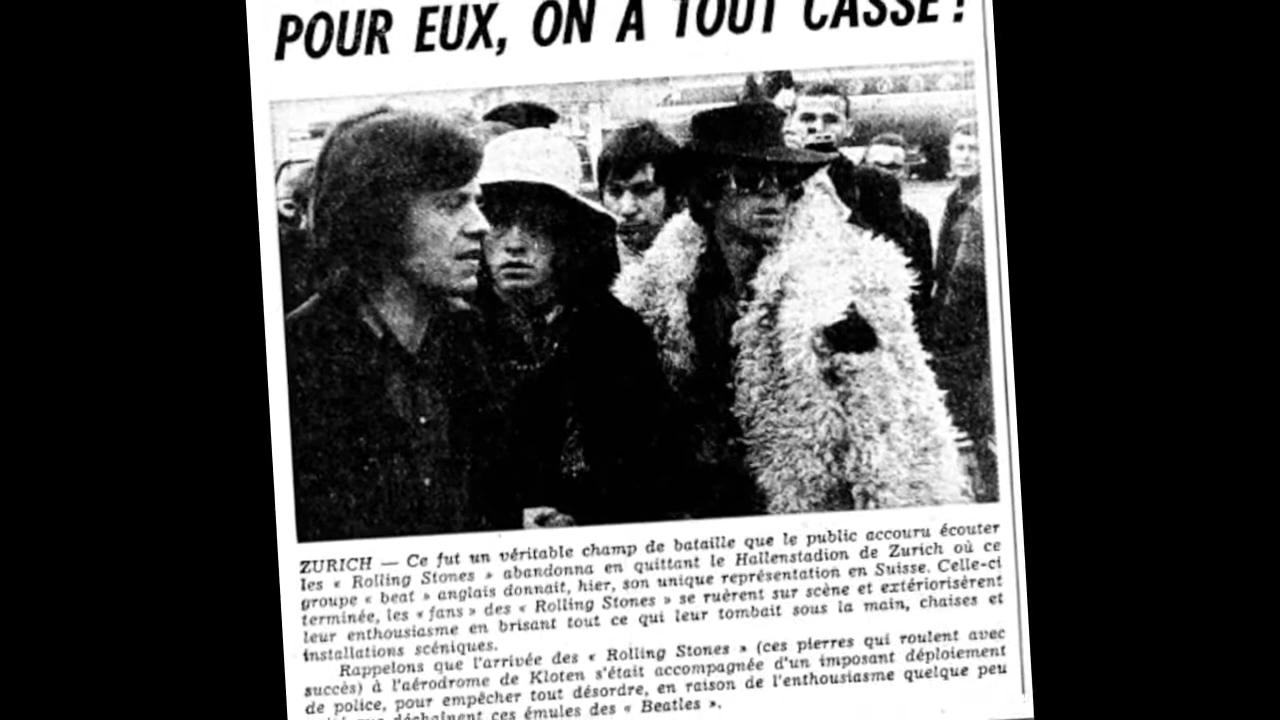 POUR EUX, ON A TOUT CASSÉ !
ZURICH — Ce fut un véritable champ de bataille que le public accouru écouter
les « Rolling Stones » abandonna en quittant le Hallenstadion de Zurich où ce
groupe « beat » anglais donnait, hier, son unique représentation en Suisse. Celle-ci
terminée, les « fans » des « Rolling Stones » se ruèrent sur scène et extériorisèrent
leur enthousiasme en brisant tout ce qui leur tombait sous la main, chaises et
installations scéniques.
Rappelons que l'arrivée des « Rolling Stones » (ces pierres qui roulent avec
succès) à l'aérodrome de Kloten s'était accompagnée d'un imposant déploiement
de police, pour empêcher tout désordre, en raison de l'enthousiasme quelque peu
que déchaînent ces émules des « Beatles ».